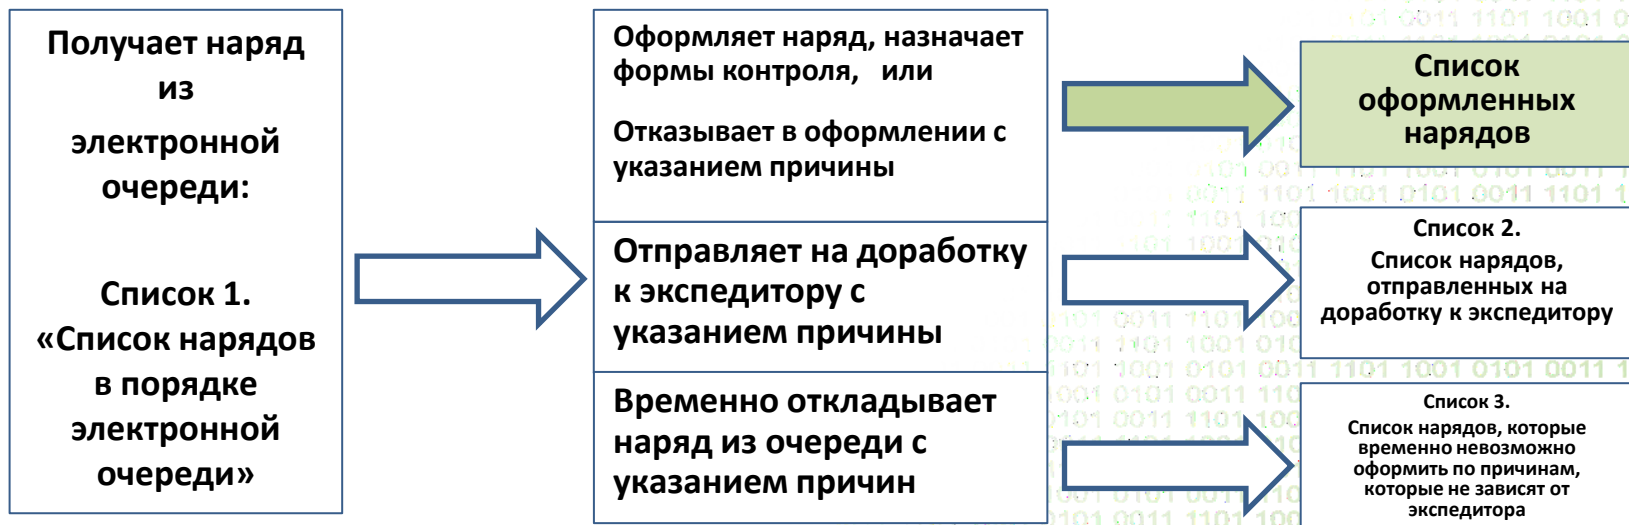 Получает наряд
из
электронной
очереди:
Список 1.
«Список нарядов
в порядке
электронной
очереди»
Оформляет наряд, назначает
формы контроля, или
Отказывает в оформлении с
указанием причины
Отправляет на доработку
к экспедитору с
указанием причины
Временно откладывает
наряд из очереди с
указанием причин
Список
оформленных
нарядов
Список 2.
Список нарядов,
отправленных на
доработку к экспедитору
Список 3.
Список нарядов, которые
временно невозможно
оформить по причинам,
которые не зависят от
экспедитора